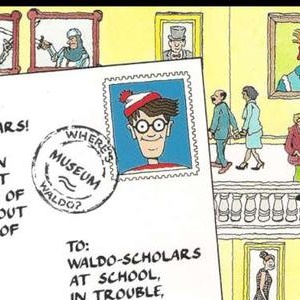 ARS!
N
T
OF
OUT
OF
WHERE'S
MUSEUM
WALDO?
TO:
WALDO-SCHOLARS
AT SCHOOL,
IN TROUBLE,